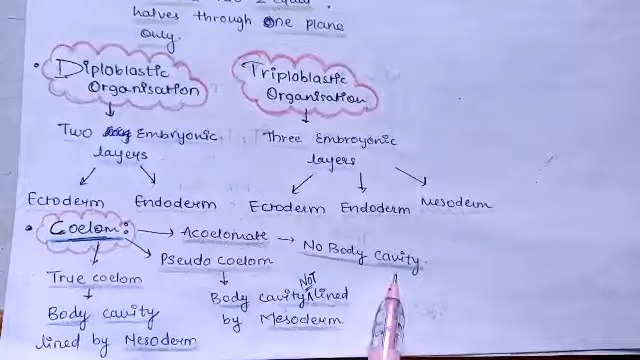 halves through One plane
only.
• Diploblastic
Organisation
Triploblastic
Organisation
Two Embryonic
layers
Three Embroyonic
layers
Ectoderm Endoderm
Ectoderm Endoderm Mesoderm
• Coelom:
Acoelomate → No Body cavity.
Pseudo coelom
True coelom
Body cavity NOT lined
by Mesoderm
Body cavity
lined by Mesoderm